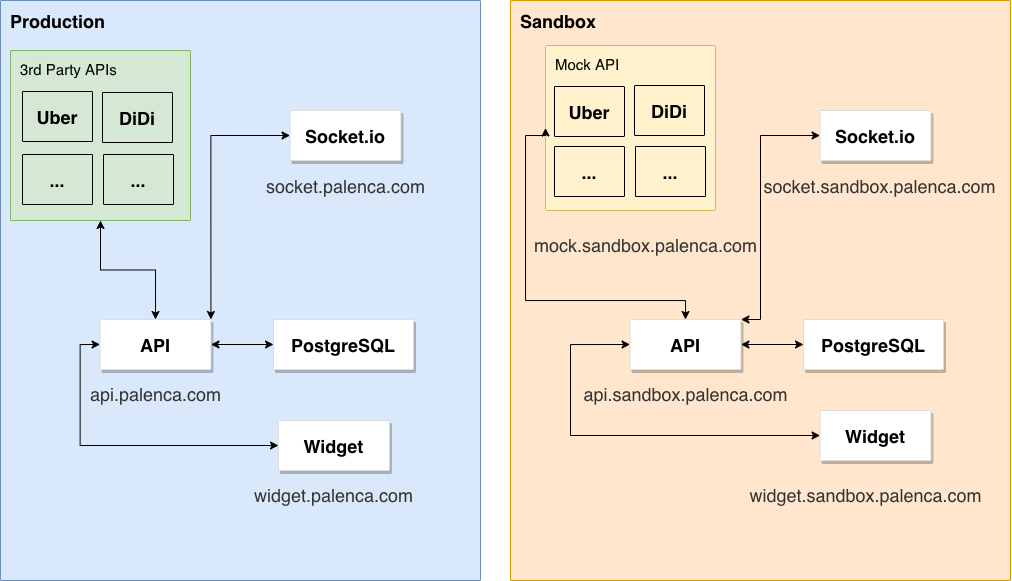 Production
3rd Party APIs
Uber
DiDi
...
...
Socket.io
socket.palenca.com
API
PostgreSQL
api.palenca.com
Widget
widget.palenca.com
Sandbox
Mock API
Uber
DiDi
...
...
Socket.io
socket.sandbox.palenca.com
mock.sandbox.palenca.com
API
PostgreSQL
api.sandbox.palenca.com
Widget
widget.sandbox.palenca.com